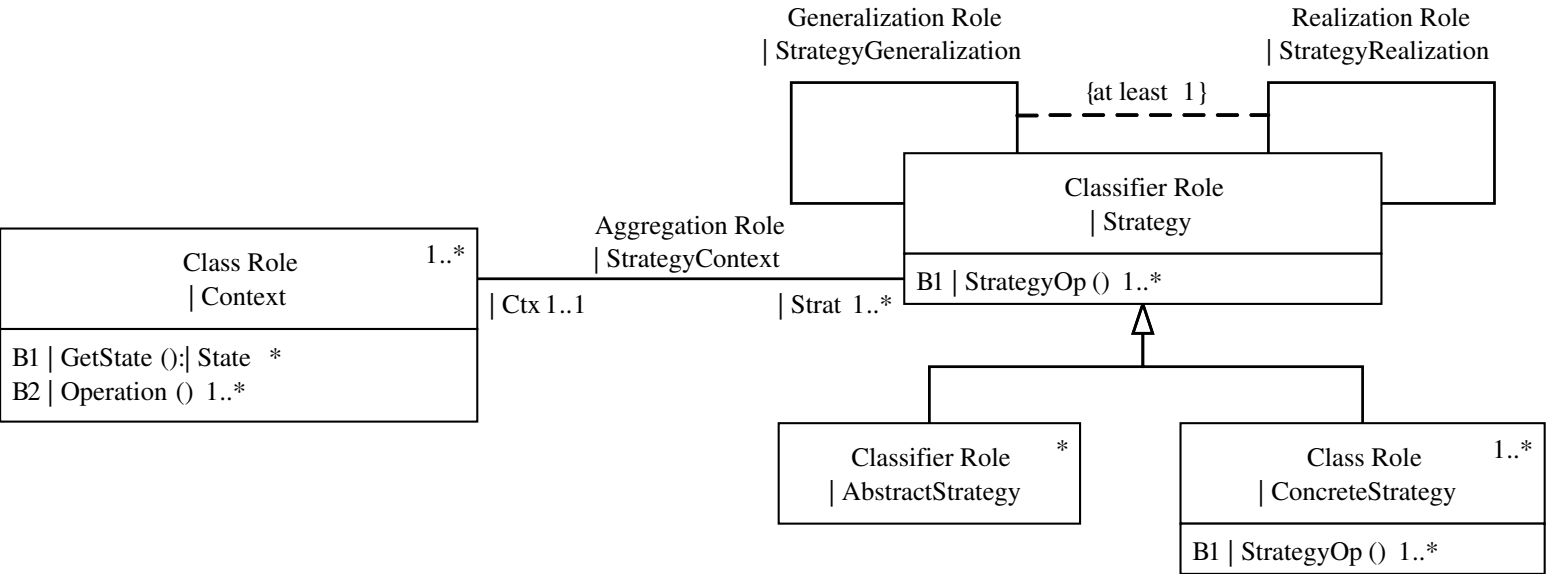 Generalization Role
| StrategyGeneralization
Realization Role
| StrategyRealization
{at least 1}
Classifier Role
| Strategy
B1 | StrategyOp () 1..*
Aggregation Role
| StrategyContext
| Ctx 1..1
| Strat 1..*
1..*
Class Role
| Context
B1 | GetState ():| State *
B2 | Operation () 1..*
*
Classifier Role
| AbstractStrategy
1..*
Class Role
| ConcreteStrategy
B1 | StrategyOp () 1..*